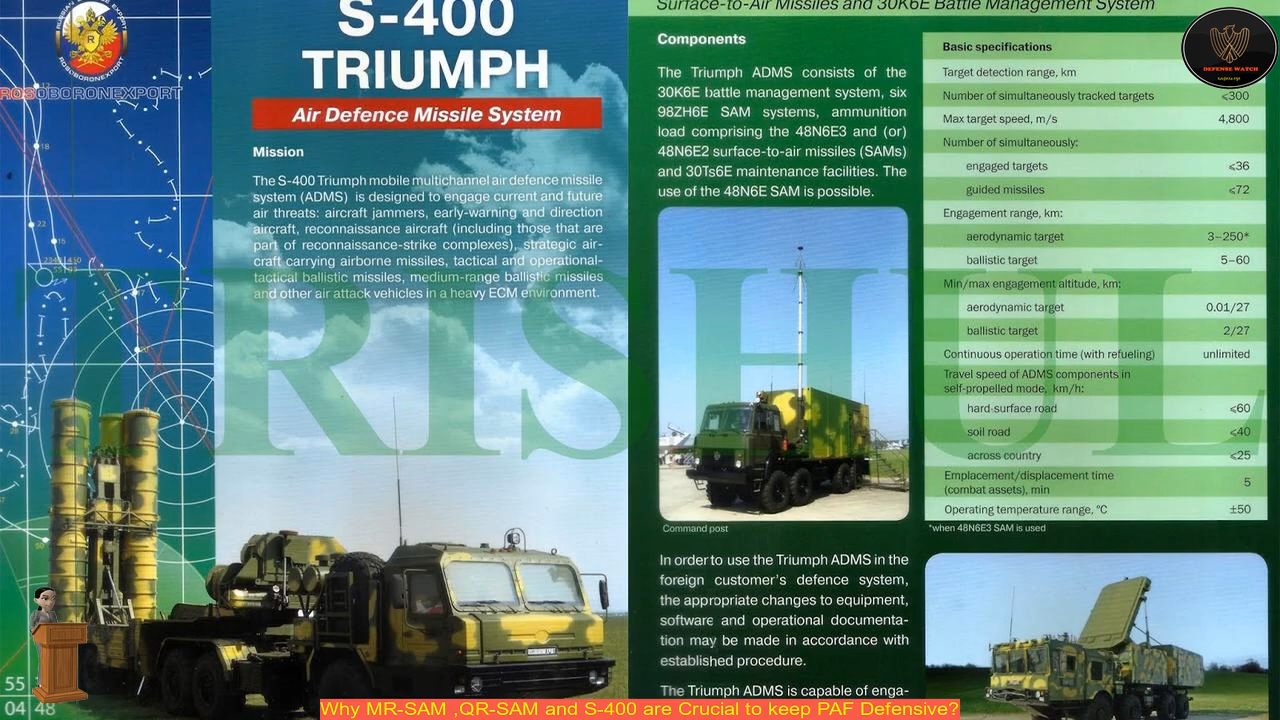 RUSSIAN DEFENCE EXPORT
ROSOBORONEXPORT
ROSOBORONEXPORT
S-400
TRIUMPH
Air Defence Missile System
Mission
The S-400 Triumph mobile multichannel air defence missile
system (ADMS) is designed to engage current and future
air threats: aircraft jammers, early-warning and direction
aircraft, reconnaissance aircraft (including those that are
part of reconnaissance-strike complexes), strategic air-
craft carrying airborne missiles, tactical and operational-
tactical ballistic missiles, medium-range ballistic missiles
and other air attack vehicles in a heavy ECM environment.
18
22
15
50
55
04 48
TRISHUL
Surface-to-Air Missiles and 30K6E Battle Management System
Components
The Triumph ADMS consists of the
30K6E battle management system, six
98ZH6E SAM systems, ammunition
load comprising the 48N6E3 and (or)
48N6E2 surface-to-air missiles (SAMs)
and 30Ts6E maintenance facilities. The
use of the 48N6E SAM is possible.
Command post
In order to use the Triumph ADMS in the
foreign customer's defence system,
the appropriate changes to equipment,
software and operational documenta-
tion may be made in accordance with
established procedure.
The Triumph ADMS is capable of enga-
DEFENSE WATCH
Basic specifications
Target detection range, km
Number of simultaneously tracked targets ⩽300
Max target speed, m/s 4,800
Number of simultaneously:
engaged targets ⩽36
guided missiles ⩽72
Engagement range, km:
aerodynamic target 3–250*
ballistic target 5–60
Min/max engagement altitude, km:
aerodynamic target 0.01/27
ballistic target 2/27
Continuous operation time (with refueling) unlimited
Travel speed of ADMS components in
self-propelled mode, km/h:
hard-surface road ⩽60
soil road ⩽40
across country ⩽25
Emplacement/displacement time
(combat assets), min 5
Operating temperature range, °C ±50
*when 48N6E3 SAM is used
Why MR-SAM ,QR-SAM and S-400 are Crucial to keep PAF Defensive?